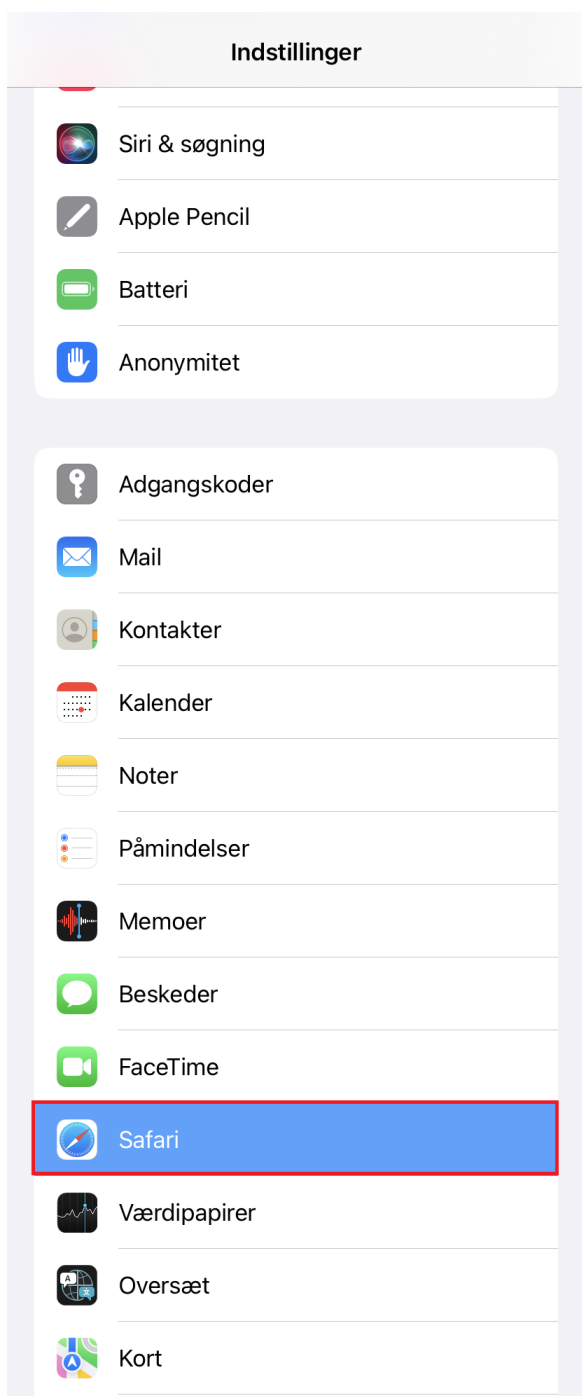 Indstillinger
Siri & søgning
Apple Pencil
Batteri
Anonymitet
Adgangskoder
Mail
Kontakter
Kalender
Noter
Påmindelser
Memoer
Beskeder
FaceTime
Safari
Værdipapirer
Oversæt
Kort